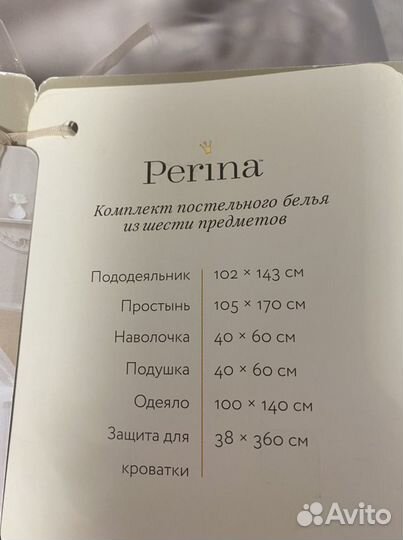 Perina
Комплект постельного белья
из шести предметов
Пододеяльник 102 × 143 см
Простынь 105 × 170 см
Наволочка 40 × 60 см
Подушка 40 × 60 см
Одеяло 100 × 140 см
Защита для 38 × 360 см
кроватки
Avito